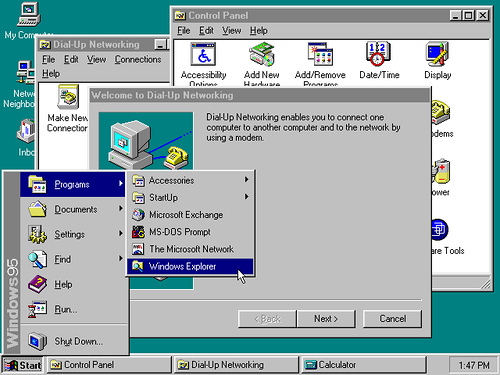 My Compu
Netw
Neighbo
Inbo
Dial-Up Networking
File Edit View Connections
Help
Make New
Connection
Control Panel
File Edit View Help
Accessibility
Options
Add New
Hardware
Add/Remove
Programs
Date/Time
Display
odems
ower
are Tools
Welcome to Dial-Up Networking
Dial-Up Networking enables you to connect one
computer to another computer and to the network by
using a modem.
< Back
Next >
Cancel
Windows95
Programs
Documents
Settings
Find
Help
Run...
Shut Down...
Accessories
StartUp
Microsoft Exchange
MS-DOS Prompt
The Microsoft Network
Windows Explorer
Start
Control Panel
Dial-Up Networking
Calculator
1:47 PM